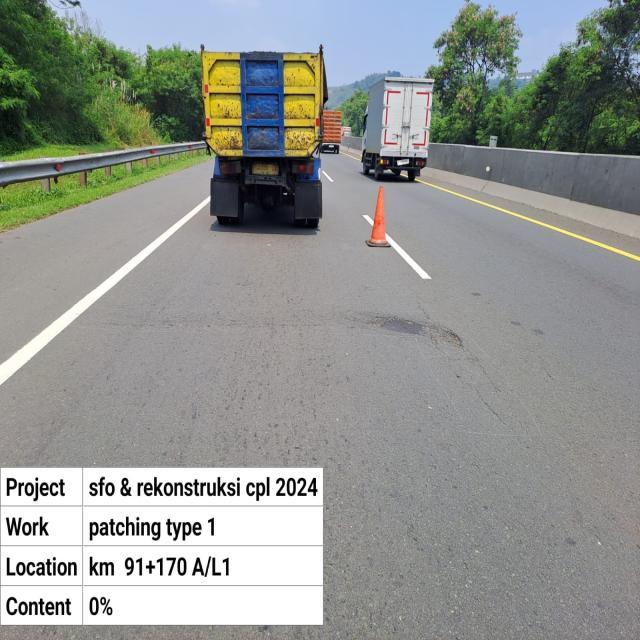 Project sfo & rekonstruksi cpl 2024
Work patching type 1
Location km 91+170 A/L1
Content 0%